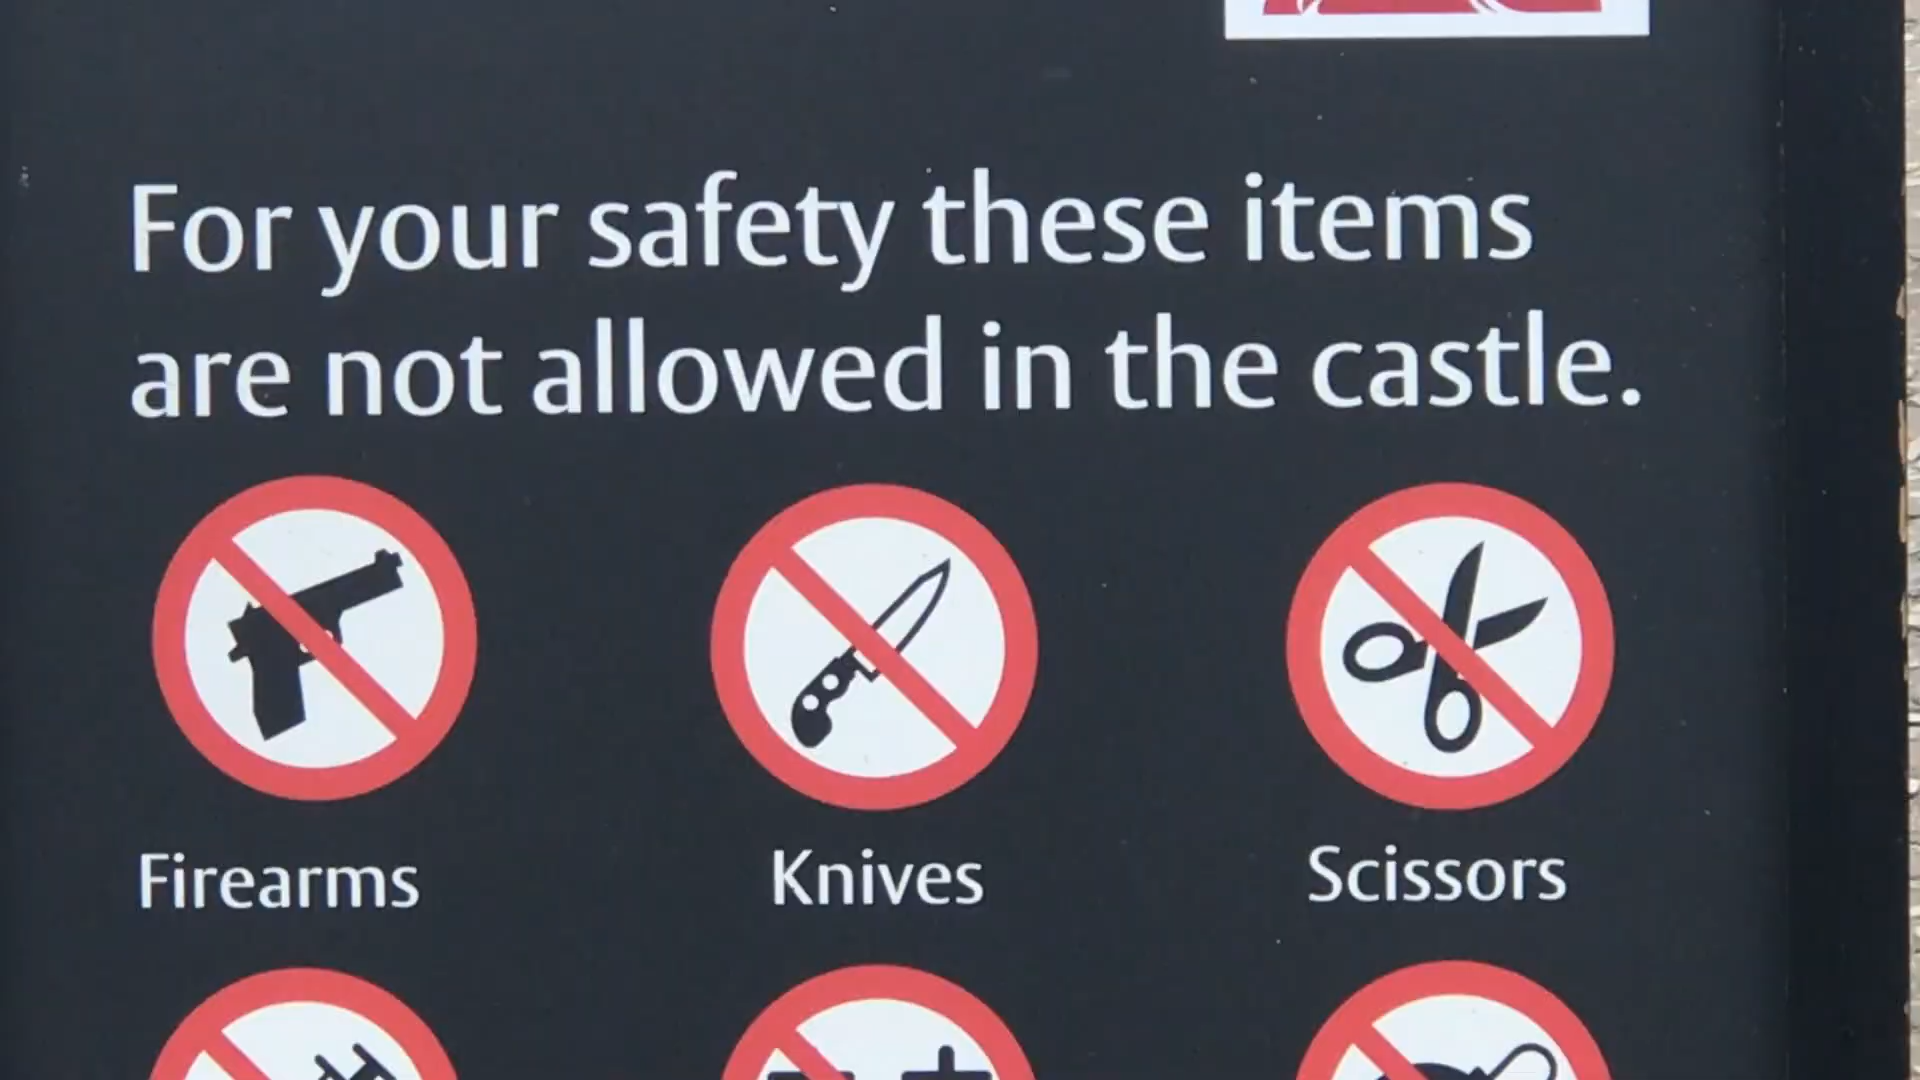 For your safety these items
are not allowed in the castle.
Firearms
Knives
Scissors